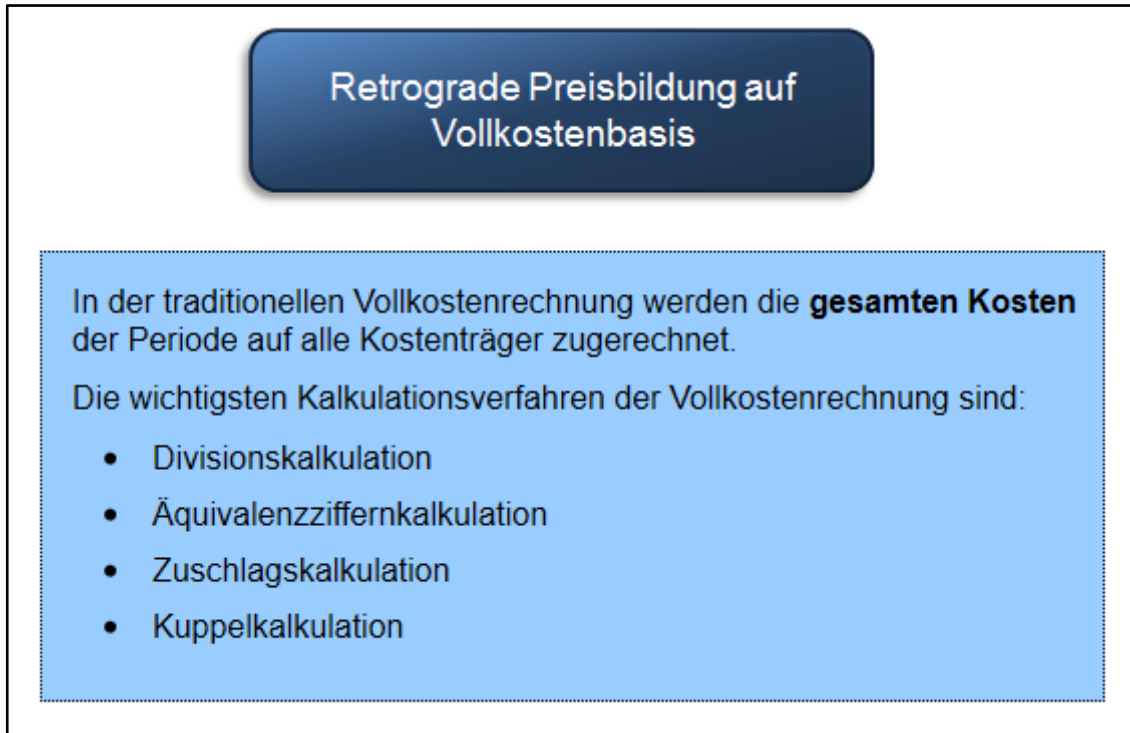 Retrograde Preisbildung auf
Vollkostenbasis
In der traditionellen Vollkostenrechnung werden die gesamten Kosten
der Periode auf alle Kostenträger zugerechnet.
Die wichtigsten Kalkulationsverfahren der Vollkostenrechnung sind:
• Divisionskalkulation
• Äquivalenzziffernkalkulation
• Zuschlagskalkulation
• Kuppelkalkulation